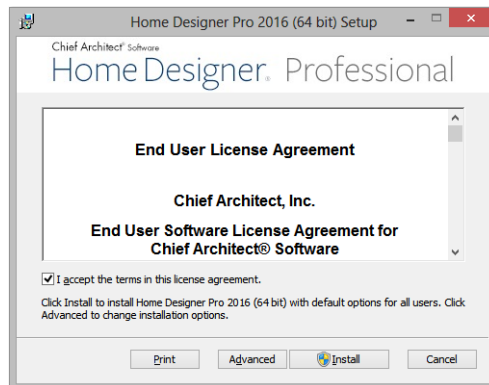 Home Designer Pro 2016 (64 bit) Setup
Chief Architect® Software
Home Designer® Professional
End User License Agreement
Chief Architect, Inc.
End User Software License Agreement for
Chief Architect® Software
I accept the terms in this license agreement.
Click Install to install Home Designer Pro 2016 (64 bit) with default options for all users. Click
Advanced to change installation options.
Print Advanced Install Cancel